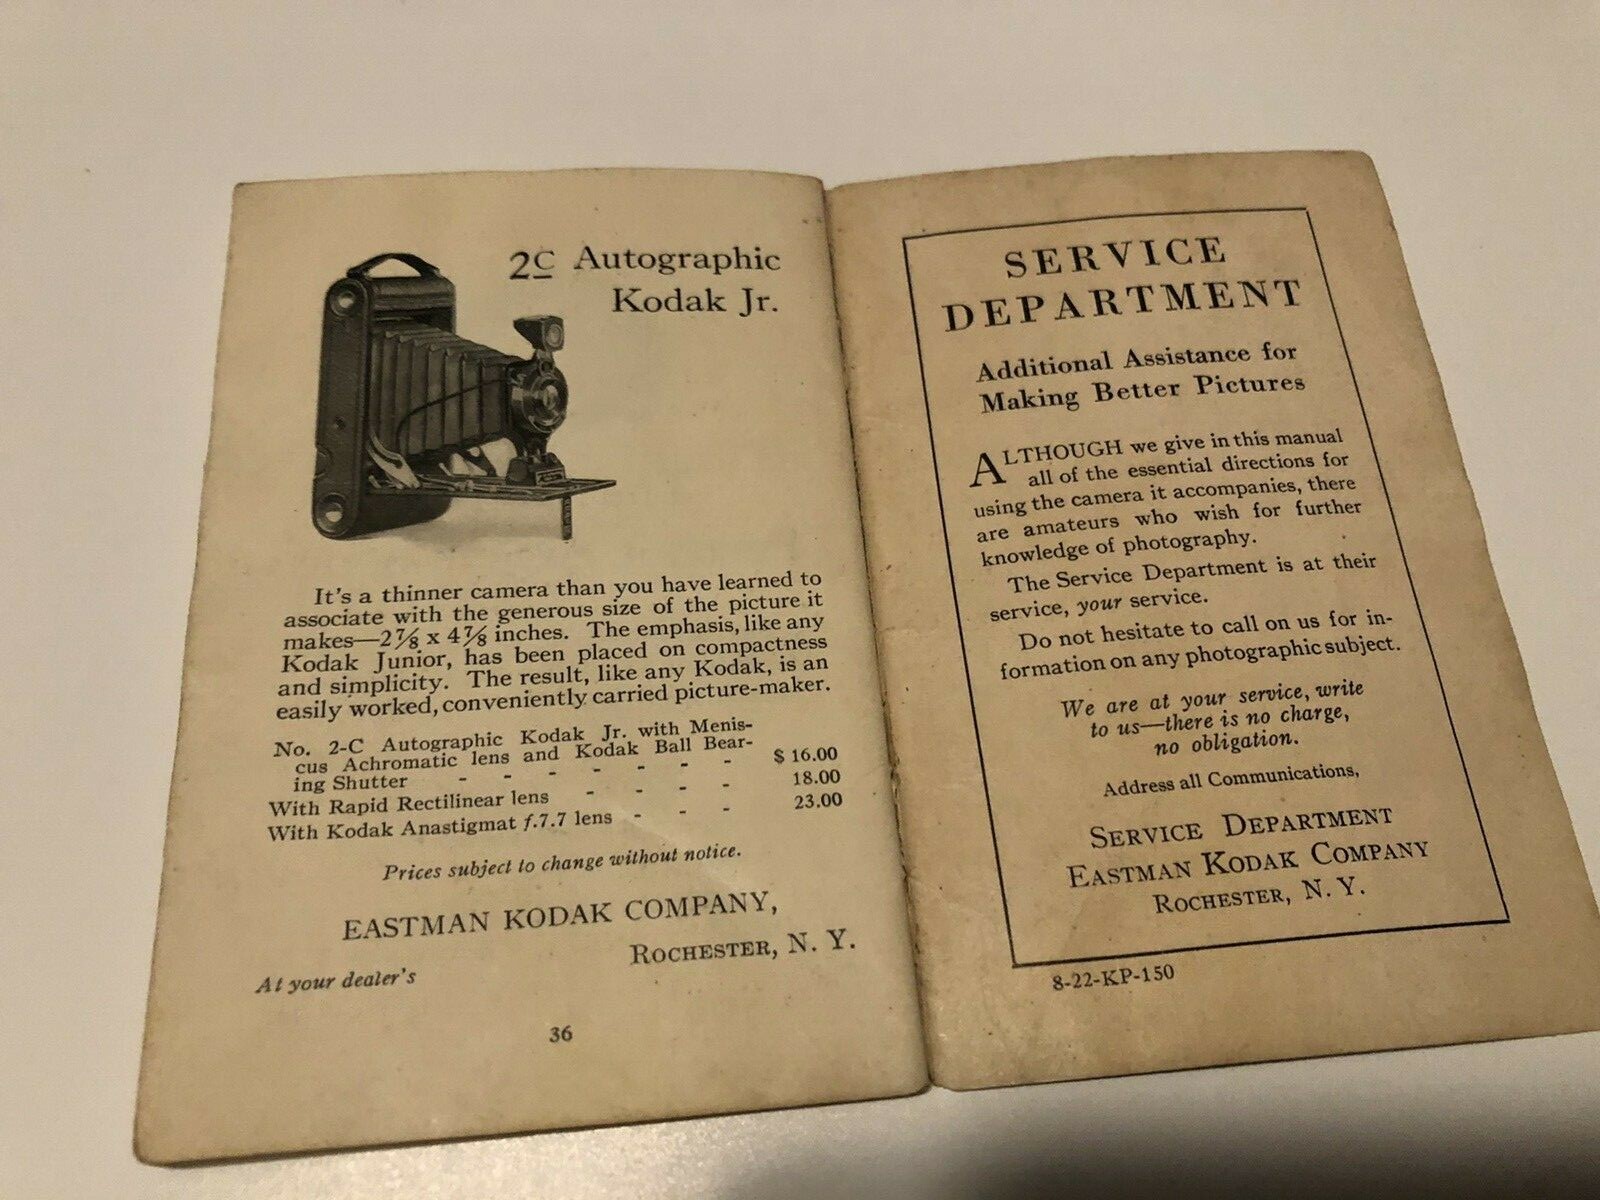 2C Autographic
Kodak Jr.
It's a thinner camera than you have learned to
associate with the generous size of the picture it
makes—2⅞ x 4⅞ inches. The emphasis, like any
Kodak Junior, has been placed on compactness
and simplicity. The result, like any Kodak, is an
easily worked, conveniently carried picture-maker.
No. 2-C Autographic Kodak Jr. with Menis-
cus Achromatic lens and Kodak Ball Bear-
ing Shutter - - - - - - - $ 16.00
With Rapid Rectilinear lens - - - - 18.00
With Kodak Anastigmat f.7.7 lens - - - 23.00
Prices subject to change without notice.
EASTMAN KODAK COMPANY,
ROCHESTER, N. Y.
At your dealer's
36
SERVICE
DEPARTMENT
Additional Assistance for
Making Better Pictures
ALTHOUGH we give in this manual
all of the essential directions for
using the camera it accompanies, there
are amateurs who wish for further
knowledge of photography.
The Service Department is at their
service, your service.
Do not hesitate to call on us for in-
formation on any photographic subject.
We are at your service, write
to us—there is no charge,
no obligation.
Address all Communications,
SERVICE DEPARTMENT
EASTMAN KODAK COMPANY
ROCHESTER, N. Y.
8-22-KP-150